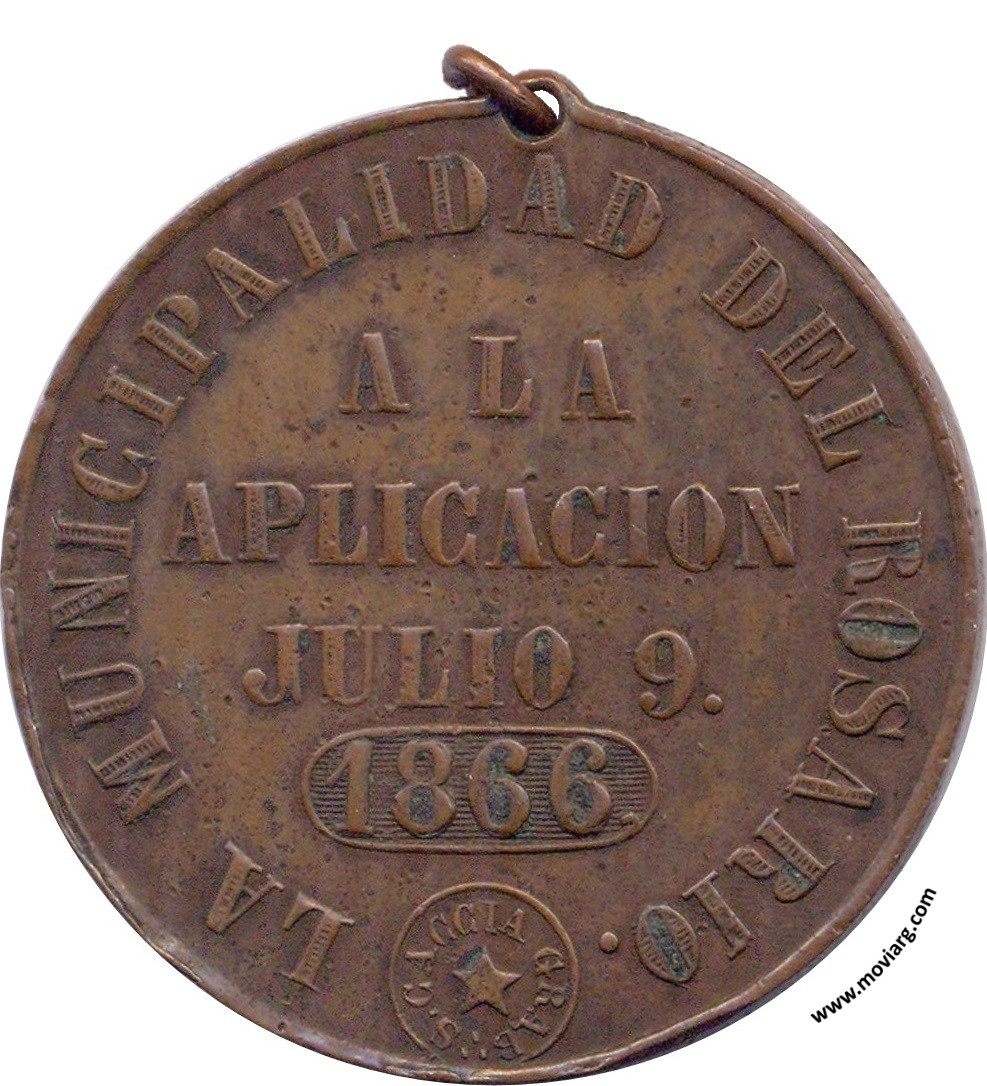 LA MUNICIPALIDAD DEL ROSARIO.
A LA
APLICACION
JULIO 9.
1866.
S. CACCIA GRAB
www.moviarg.com